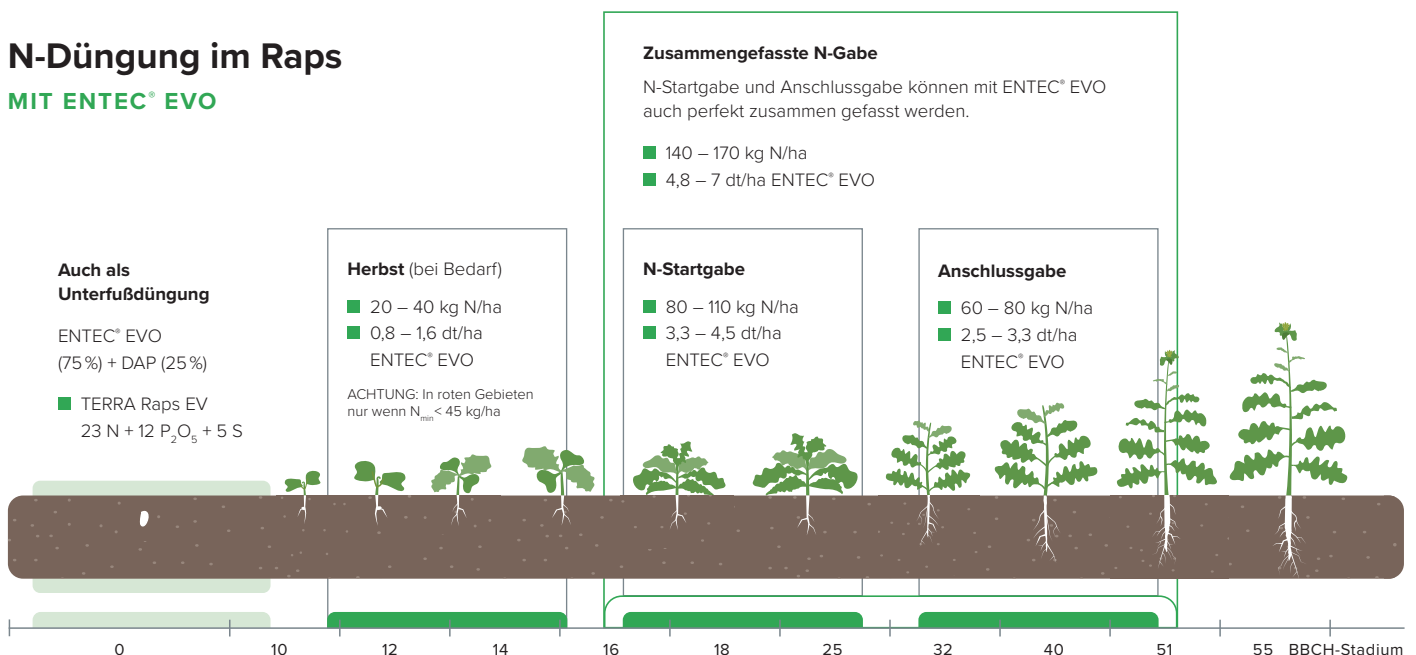 N-Düngung im Raps
MIT ENTEC® EVO
Zusammengefasste N-Gabe
N-Startgabe und Anschlussgabe können mit ENTEC® EVO
auch perfekt zusammen gefasst werden.
140 – 170 kg N/ha
4,8 – 7 dt/ha ENTEC® EVO
Auch als
Unterfußdüngung
ENTEC® EVO
(75 %) + DAP (25 %)
TERRA Raps EV
23 N + 12 P₂O₅ + 5 S
Herbst (bei Bedarf)
20 – 40 kg N/ha
0,8 – 1,6 dt/ha
ENTEC® EVO
ACHTUNG: In roten Gebieten
nur wenn Nmin< 45 kg/ha
N-Startgabe
80 – 110 kg N/ha
3,3 – 4,5 dt/ha
ENTEC® EVO
Anschlussgabe
60 – 80 kg N/ha
2,5 – 3,3 dt/ha
ENTEC® EVO
0 10 12 14 16 18 25 32 40 51 55 BBCH-Stadium